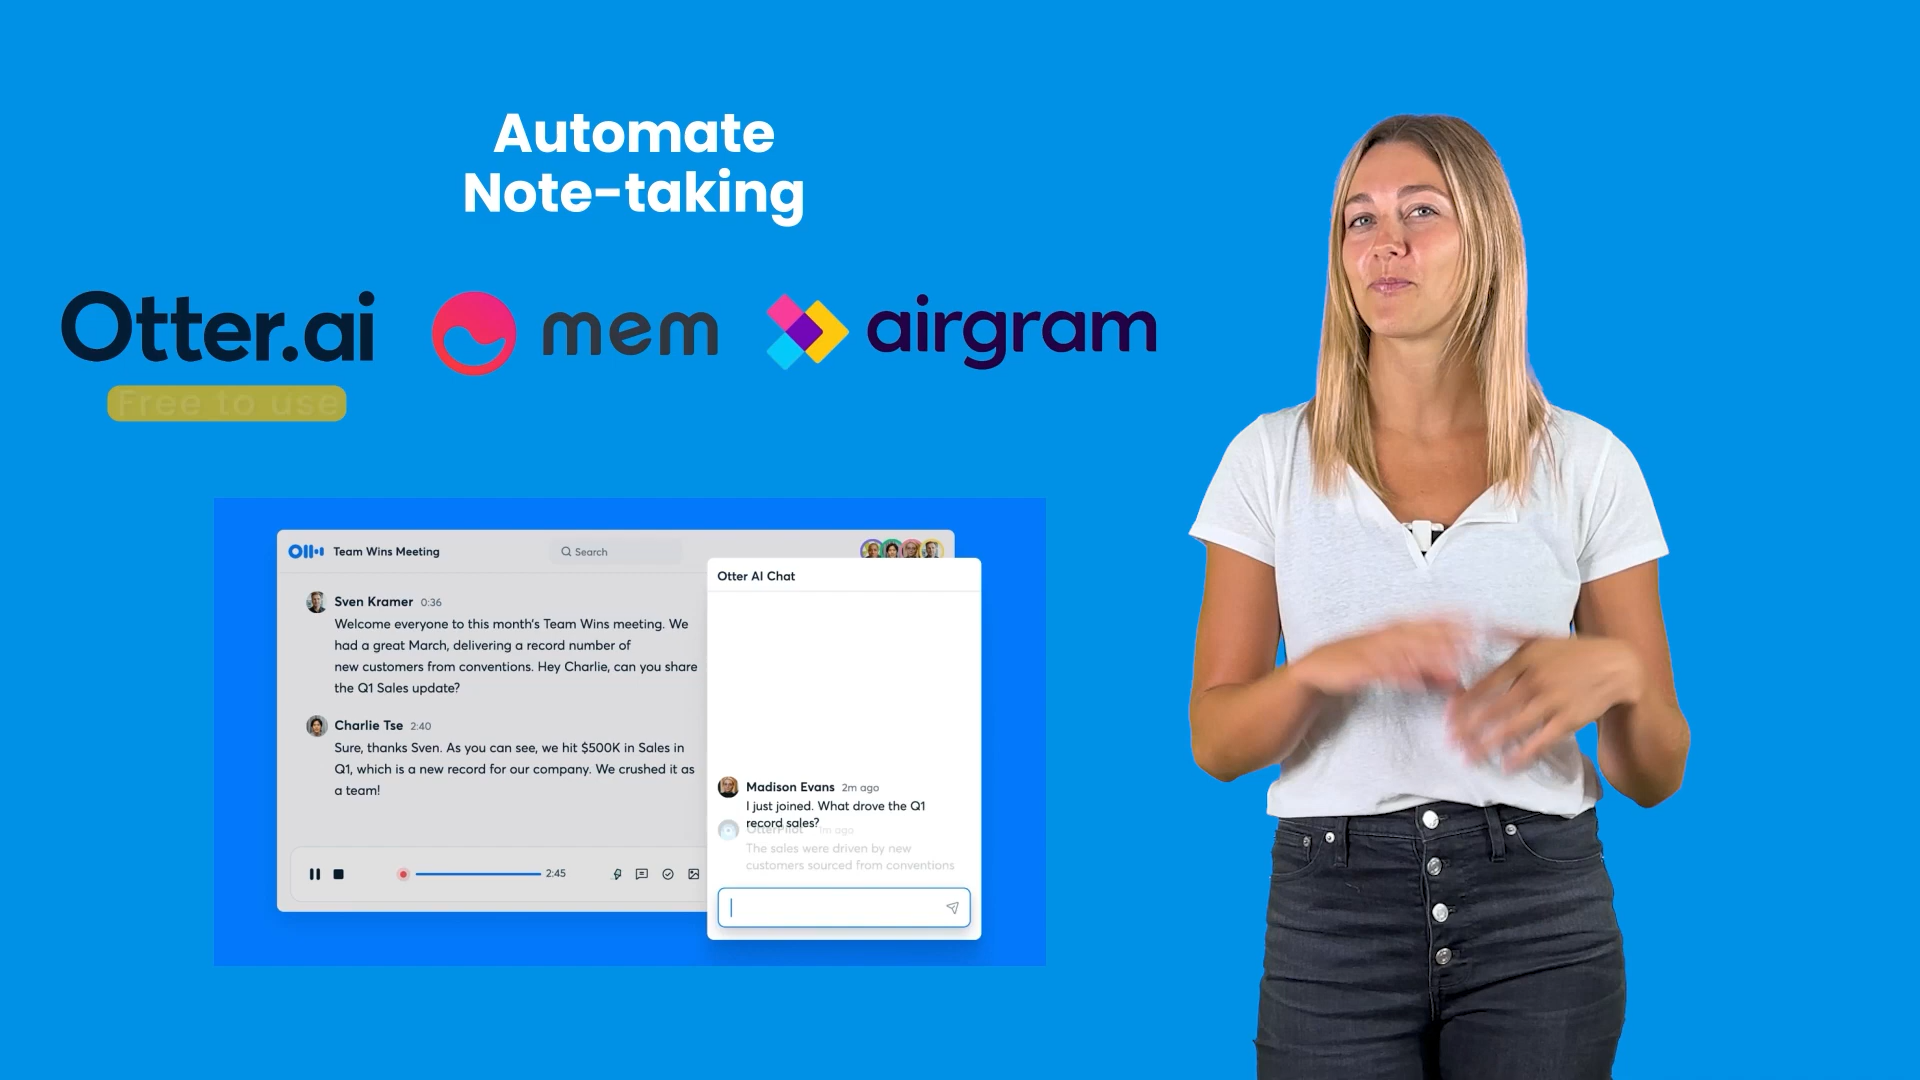 Automate
Note-taking
Otter.ai
mem
airgram
Free to use
Team Wins Meeting
Search
Sven Kramer 0:36
Welcome everyone to this month's Team Wins meeting. We
had a great March, delivering a record number of
new customers from conventions. Hey Charlie, can you share
the Q1 Sales update?
Charlie Tse 2:40
Sure, thanks Sven. As you can see, we hit $500K in Sales in
Q1, which is a new record for our company. We crushed it as
a team!
2:45
Otter AI Chat
Madison Evans 2m ago
I just joined. What drove the Q1
record sales?
OtterPilot 1m ago
The sales were driven by new
customers sourced from conventions